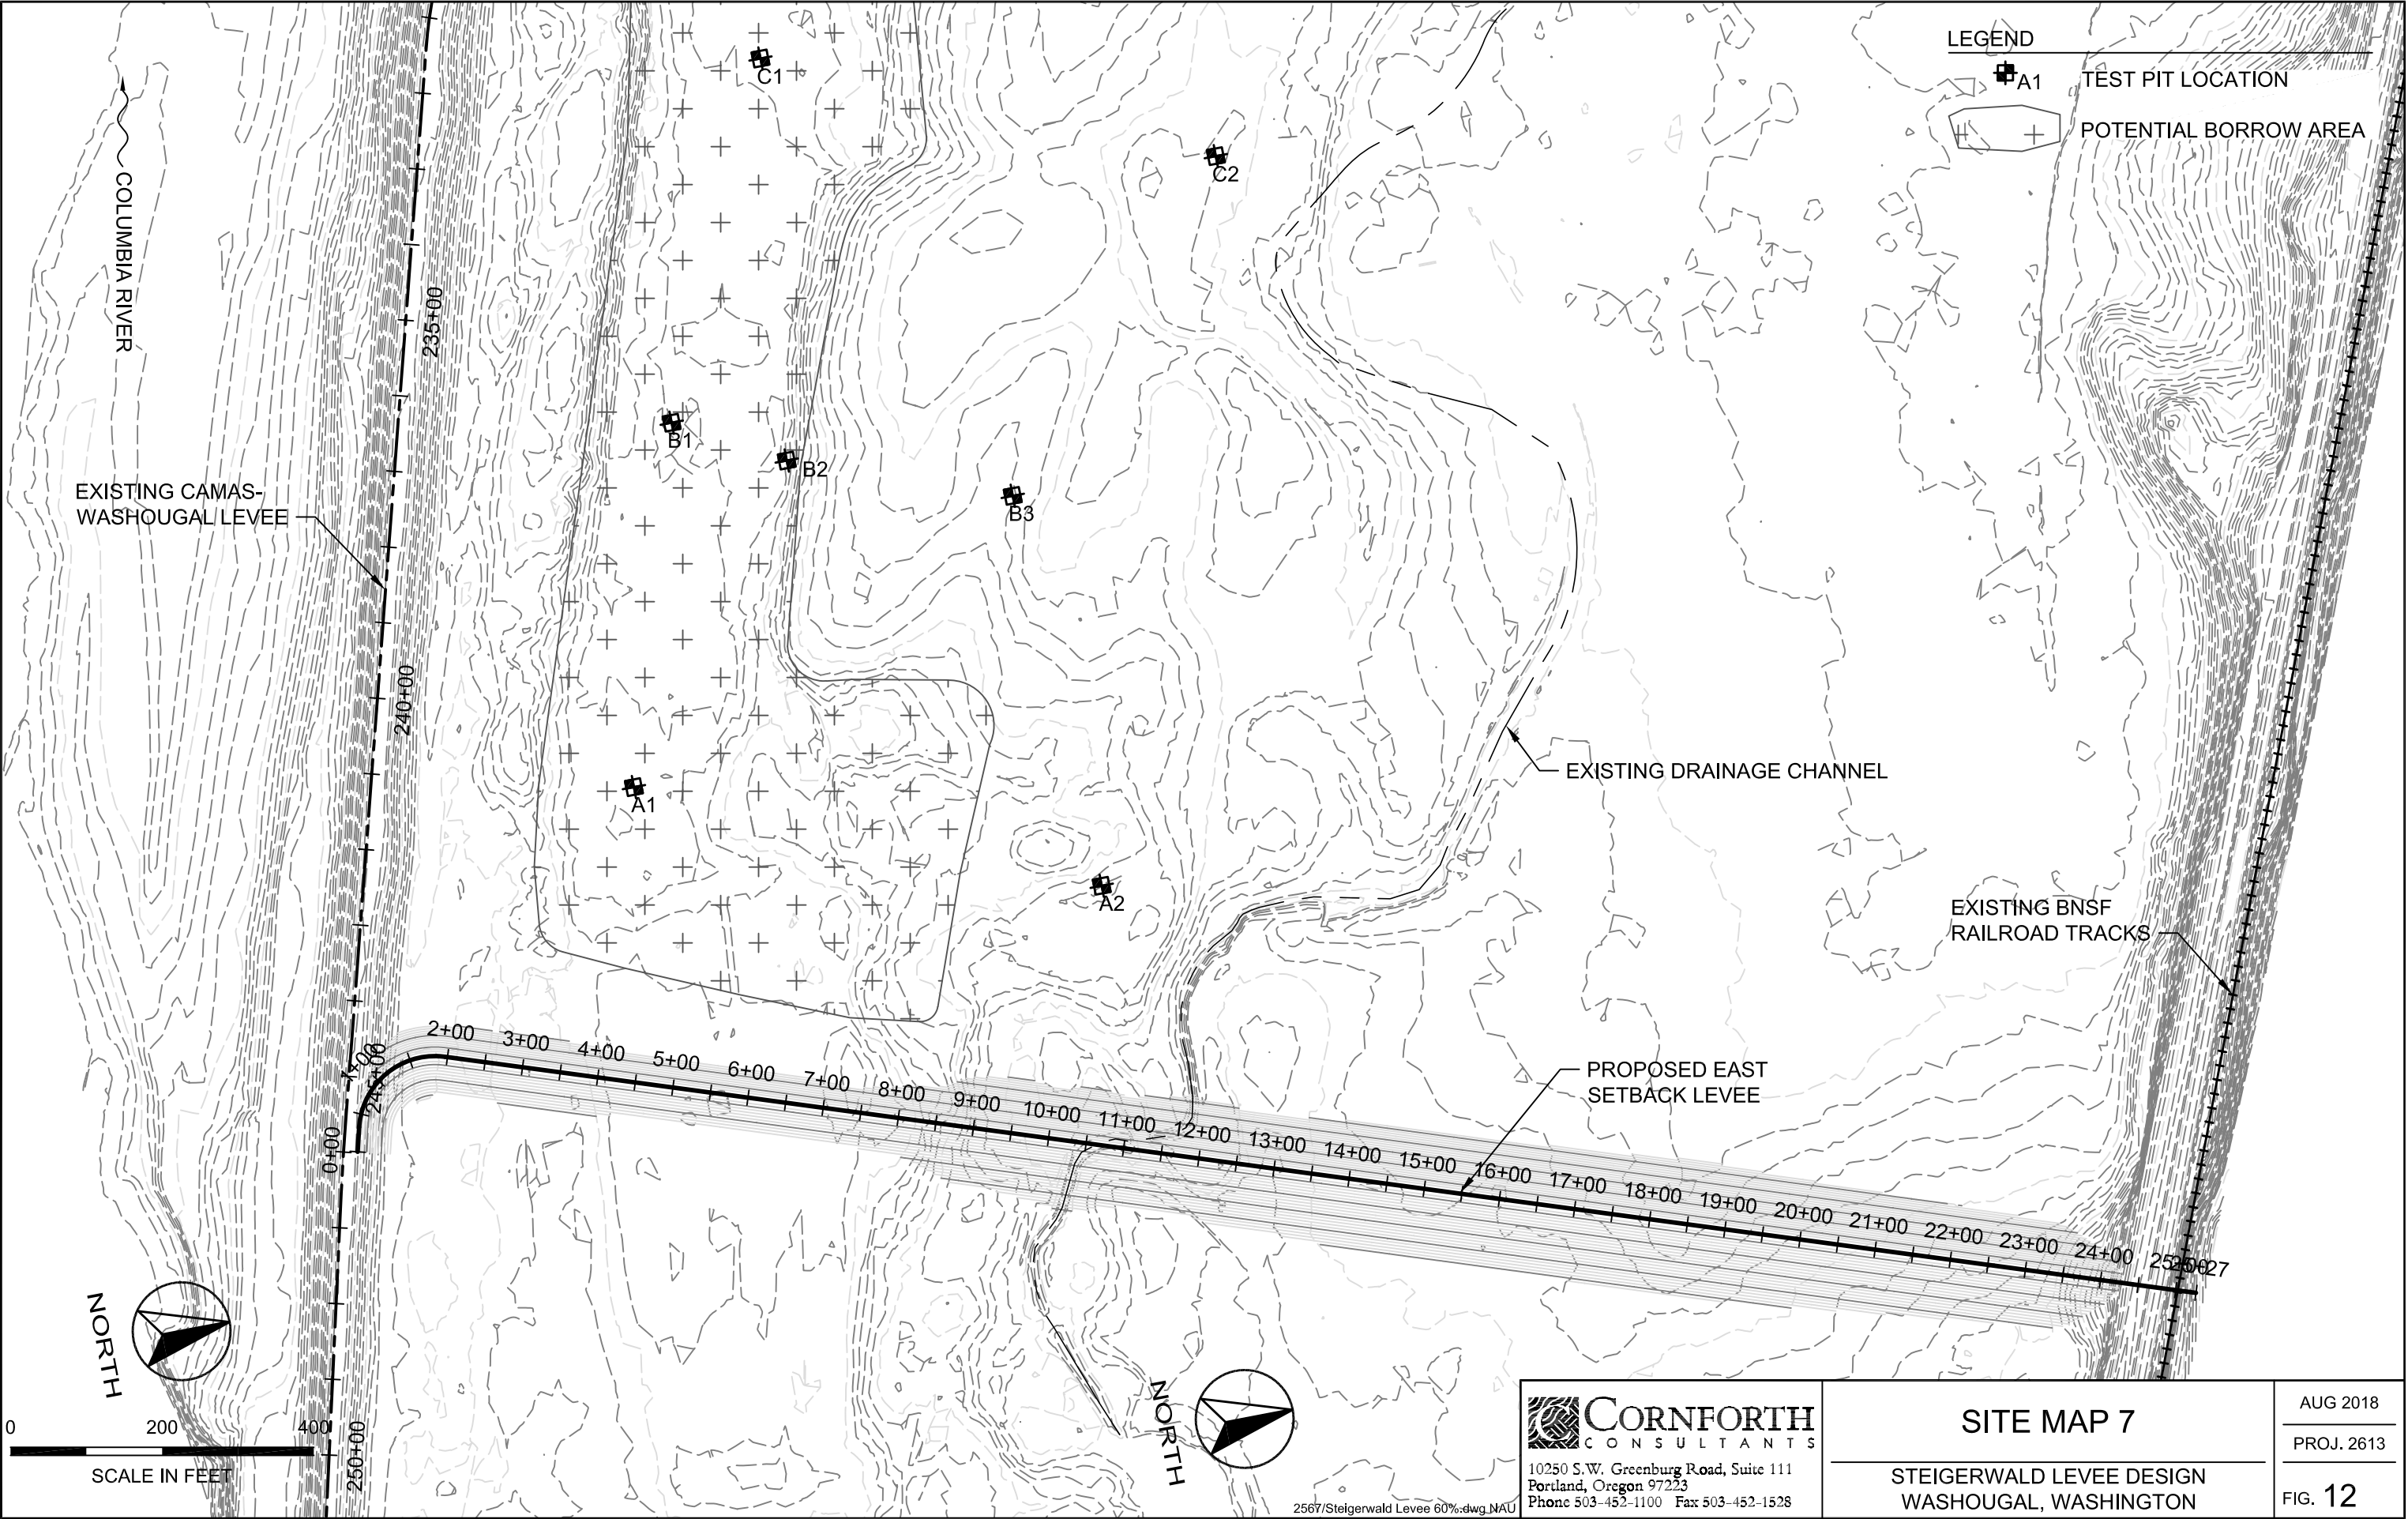 LEGEND
A1
TEST PIT LOCATION
POTENTIAL BORROW AREA
C1
C2
COLUMBIA RIVER
235+00
B1
B2
B3
EXISTING CAMAS-
WASHOUGAL LEVEE
240+00
A1
A2
EXISTING DRAINAGE CHANNEL
EXISTING BNSF
RAILROAD TRACKS
PROPOSED EAST
SETBACK LEVEE
0+00
1+00
245+00
2+00
3+00
4+00
5+00
6+00
7+00
8+00
9+00
10+00
11+00
12+00
13+00
14+00
15+00
16+00
17+00
18+00
19+00
20+00
21+00
22+00
23+00
24+00
250+00
NORTH
NORTH
0 200 400
SCALE IN FEET
2567/Steigerwald Levee 60%.dwg NAU
CORNFORTH
CONSULTANTS
10250 S.W. Greenburg Road, Suite 111
Portland, Oregon 97223
Phone 503-452-1100 Fax 503-452-1528
SITE MAP 7
STEIGERWALD LEVEE DESIGN
WASHOUGAL, WASHINGTON
AUG 2018
PROJ. 2613
FIG. 12